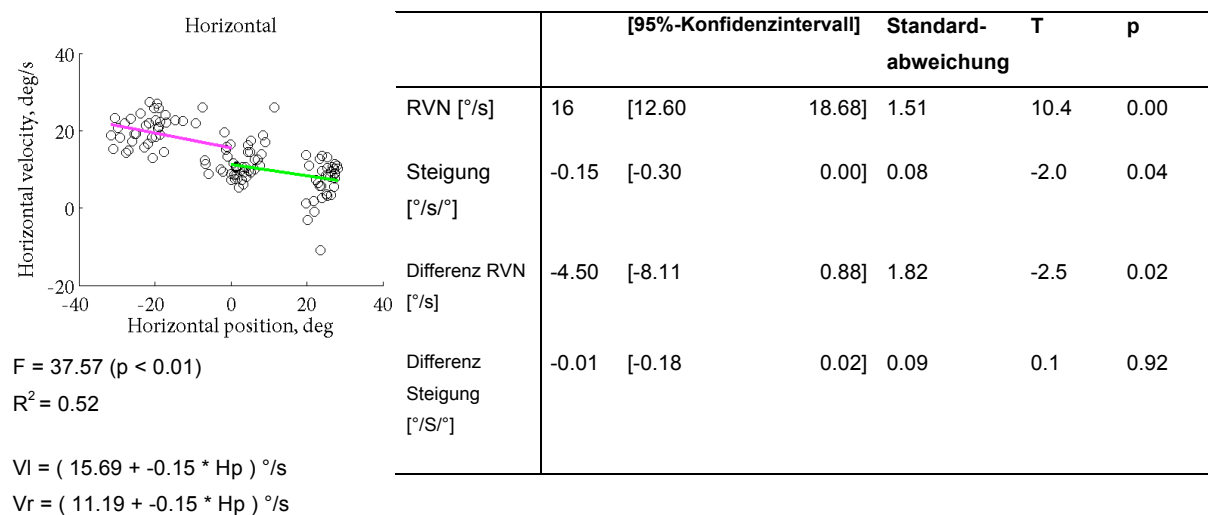 Horizontal
Horizontal velocity, deg/s
40
20
0
-20
-40 -20 0 20 40
Horizontal position, deg
F = 37.57 (p < 0.01)
R² = 0.52
Vl = ( 15.69 + -0.15 * Hp ) °/s
Vr = ( 11.19 + -0.15 * Hp ) °/s
[95%-Konfidenzintervall] Standard- T p
abweichung
RVN [°/s] 16 [12.60 18.68] 1.51 10.4 0.00
Steigung -0.15 [-0.30 0.00] 0.08 -2.0 0.04
[°/s/°]
Differenz RVN -4.50 [-8.11 0.88] 1.82 -2.5 0.02
[°/s]
Differenz -0.01 [-0.18 0.02] 0.09 0.1 0.92
Steigung
[°/S/°]